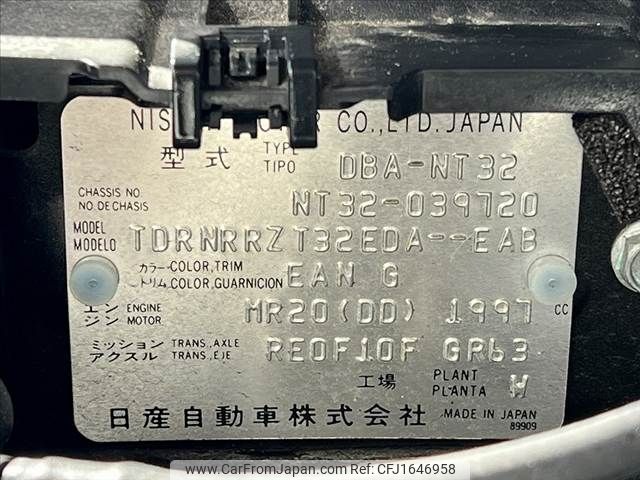 NIS OR CO.,LTD.JAPAN
型式 TYPE TIPO DBA-NT32
CHASSIS NO. NO DE CHASIS NT32-039720
MODEL MODELO TDRNRRZT32EDA--EAB
カラー COLOR,TRIM トリム COLOR,GUARNICION EAN G
エンジン ENGINE MOTOR MR20(DD) 1997 CC
ミッション TRANS.,AXLE アクスル TRANS.,EJE RE0F10F GR63
工場 PLANT PLANTA W
日産自動車株式会社 MADE IN JAPAN
89909
CarFromJapan | www.carfromjapan.com | Ref No. CFJ1646958